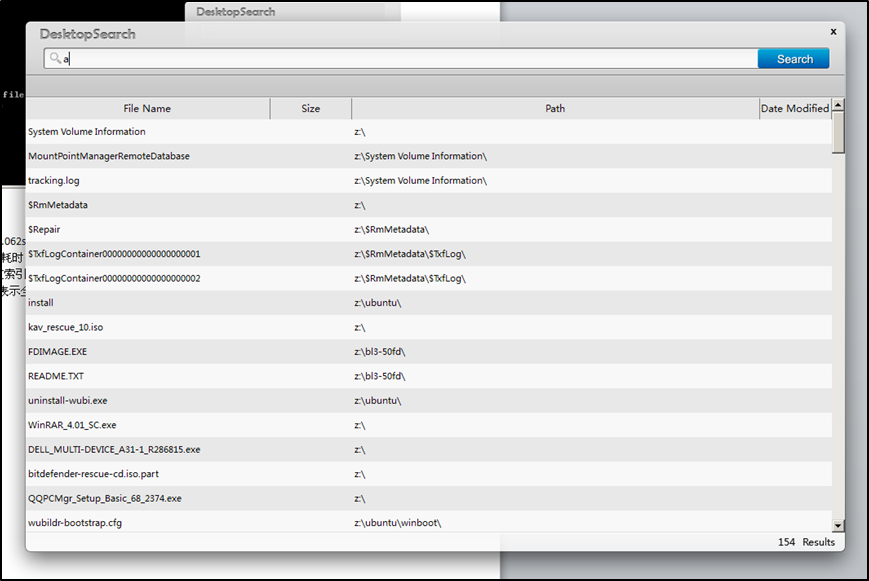 DesktopSearch
DesktopSearch
x
a
Search
file
File Name Size Path Date Modified
System Volume Information z:\
MountPointManagerRemoteDatabase z:\System Volume Information\
tracking.log z:\System Volume Information\
$RmMetadata z:\
$Repair z:\$RmMetadata\
.062s
$TxfLogContainer00000000000000000001 z:\$RmMetadata\$TxfLog\
耗时
$TxfLogContainer00000000000000000002 z:\$RmMetadata\$TxfLog\
索引
install z:\ubuntu\
表示
kav_rescue_10.iso z:\
FDIMAGE.EXE z:\bl3-50fd\
README.TXT z:\bl3-50fd\
uninstall-wubi.exe z:\ubuntu\
WinRAR_4.01_SC.exe z:\
DELL_MULTI-DEVICE_A31-1_R286815.exe z:\
bitdefender-rescue-cd.iso.part z:\
QQPCMgr_Setup_Basic_68_2374.exe z:\
wubildr-bootstrap.cfg z:\ubuntu\winboot\
154 Results